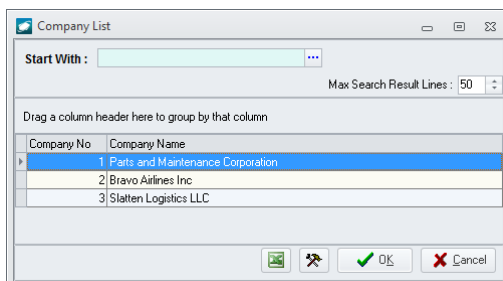 Company List
Start With :
Max Search Result Lines : 50
Drag a column header here to group by that column
Company No Company Name
1 Parts and Maintenance Corporation
2 Bravo Airlines Inc
3 Slatten Logistics LLC
OK Cancel